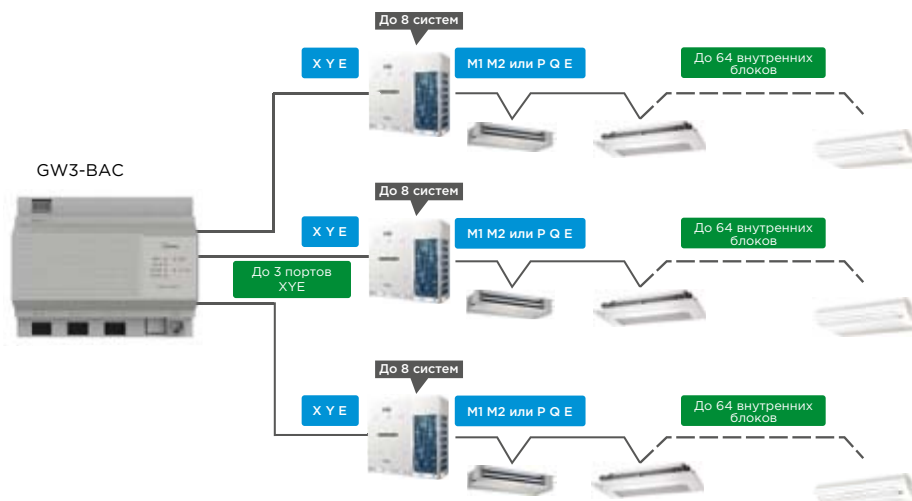 До 8 систем
X Y E
M1 M2 или P Q E
До 64 внутренних
блоков
GW3-BAC
До 8 систем
X Y E
M1 M2 или P Q E
До 64 внутренних
блоков
До 3 портов
XYE
До 8 систем
X Y E
M1 M2 или P Q E
До 64 внутренних
блоков